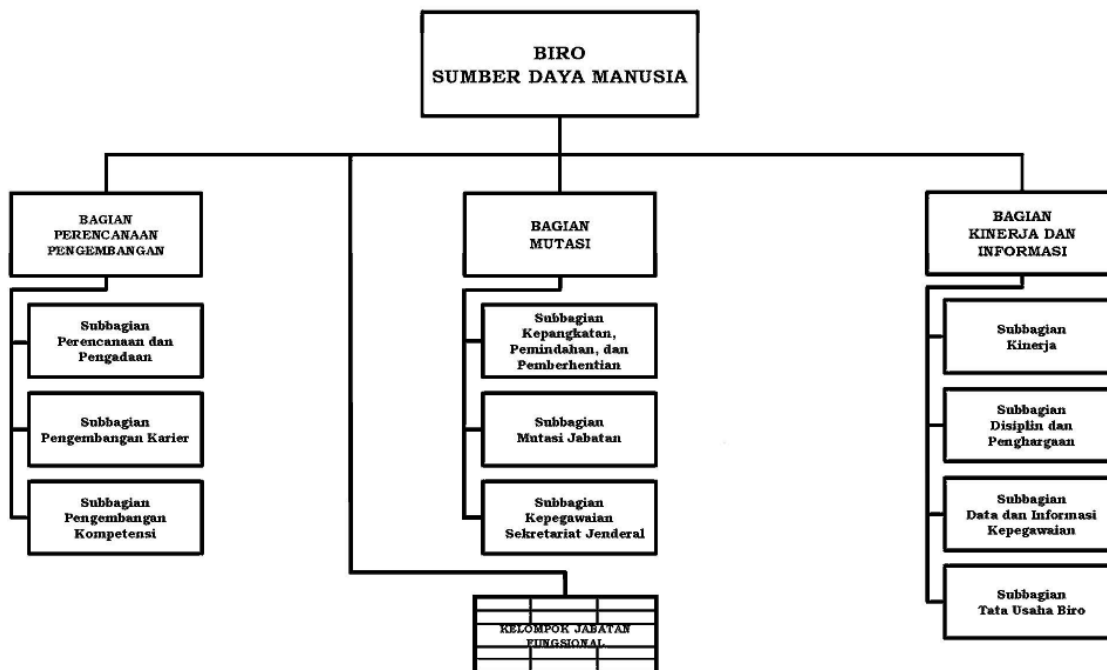 BIRO
SUMBER DAYA MANUSIA
BAGIAN
PERENCANAAN
PENGEMBANGAN
Subbagian
Perencanaan dan
Pengadaan
Subbagian
Pengembangan Karier
Subbagian
Pengembangan
Kompetensi
BAGIAN
MUTASI
Subbagian
Kepangkatan,
Pemindahan, dan
Pemberhentian
Subbagian
Mutasi Jabatan
Subbagian
Kepegawaian
Sekretariat Jenderal
BAGIAN
KINERJA DAN
INFORMASI
Subbagian
Kinerja
Subbagian
Disiplin dan
Penghargaan
Subbagian
Data dan Informasi
Kepegawaian
Subbagian
Tata Usaha Biro
KELOMPOK JABATAN
FUNGSIONAL